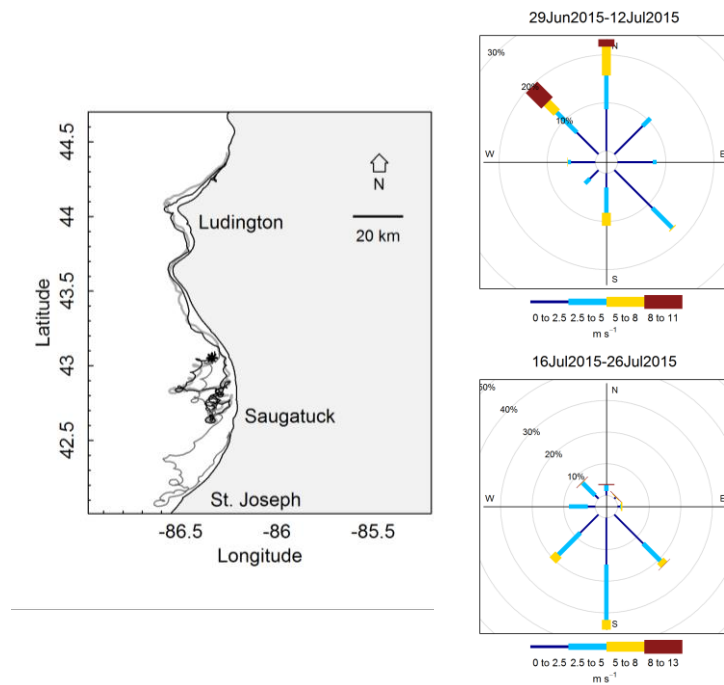 44.5
44
43.5
43
42.5
Latitude
N
20 km
Ludington
Saugatuck
St. Joseph
-86.5
-86
-85.5
Longitude
29Jun2015-12Jul2015
30%
20%
10%
N
W
E
S
0 to 2.5
2.5 to 5
5 to 8
8 to 11
m s⁻¹
16Jul2015-26Jul2015
50%
40%
30%
20%
10%
N
W
E
S
0 to 2.5
2.5 to 5
5 to 8
8 to 13
m s⁻¹